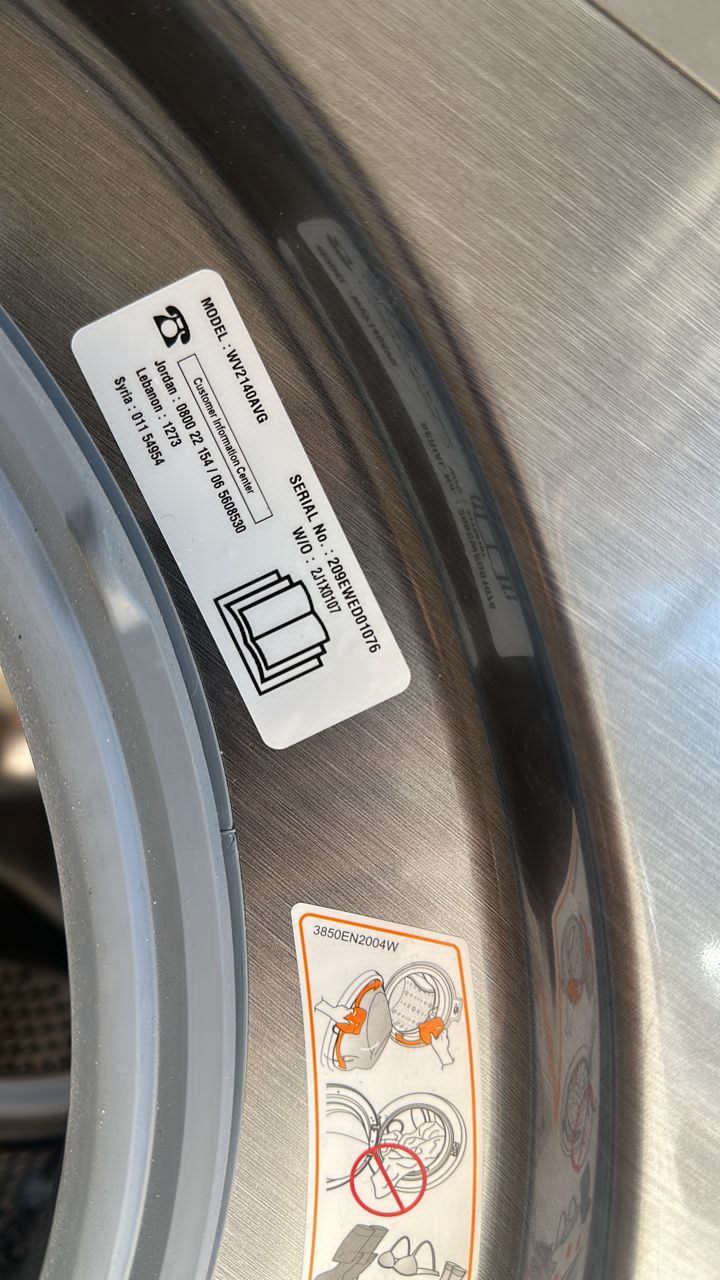 MODEL : WV2140AVG
SERIAL No. : 209EWED01076
W/O : 2J1X0107
Customer Information Center
Jordan : 0800 22 154 / 06 5608530
Lebanon : 1273
Syria : 011 54954
3850EN2004W